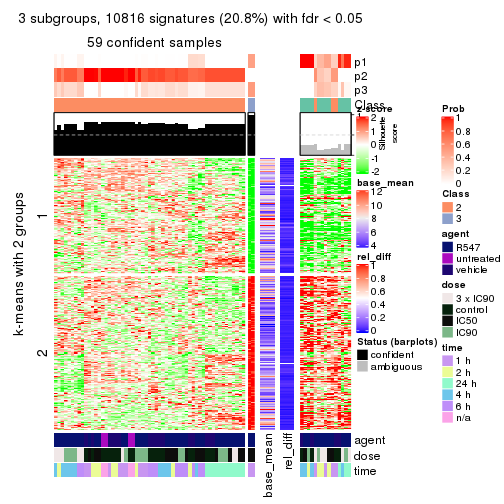 3 subgroups, 10816 signatures (20.8%) with fdr < 0.05
59 confident samples
p1
p2
p3
Class
Silhouette
score
k-means with 2 groups
1
2
agent
dose
time
base_mean
rel_diff
z-score
2
1
0
-1
-2
base_mean
12
10
8
6
4
rel_diff
1
0.8
0.6
0.4
0.2
0
Status (barplots)
confident
ambiguous
Prob
1
0.8
0.6
0.4
0.2
0
Class
2
3
agent
R547
untreated
vehicle
dose
3 x IC90
control
IC50
IC90
time
1 h
2 h
24 h
4 h
6 h
n/a